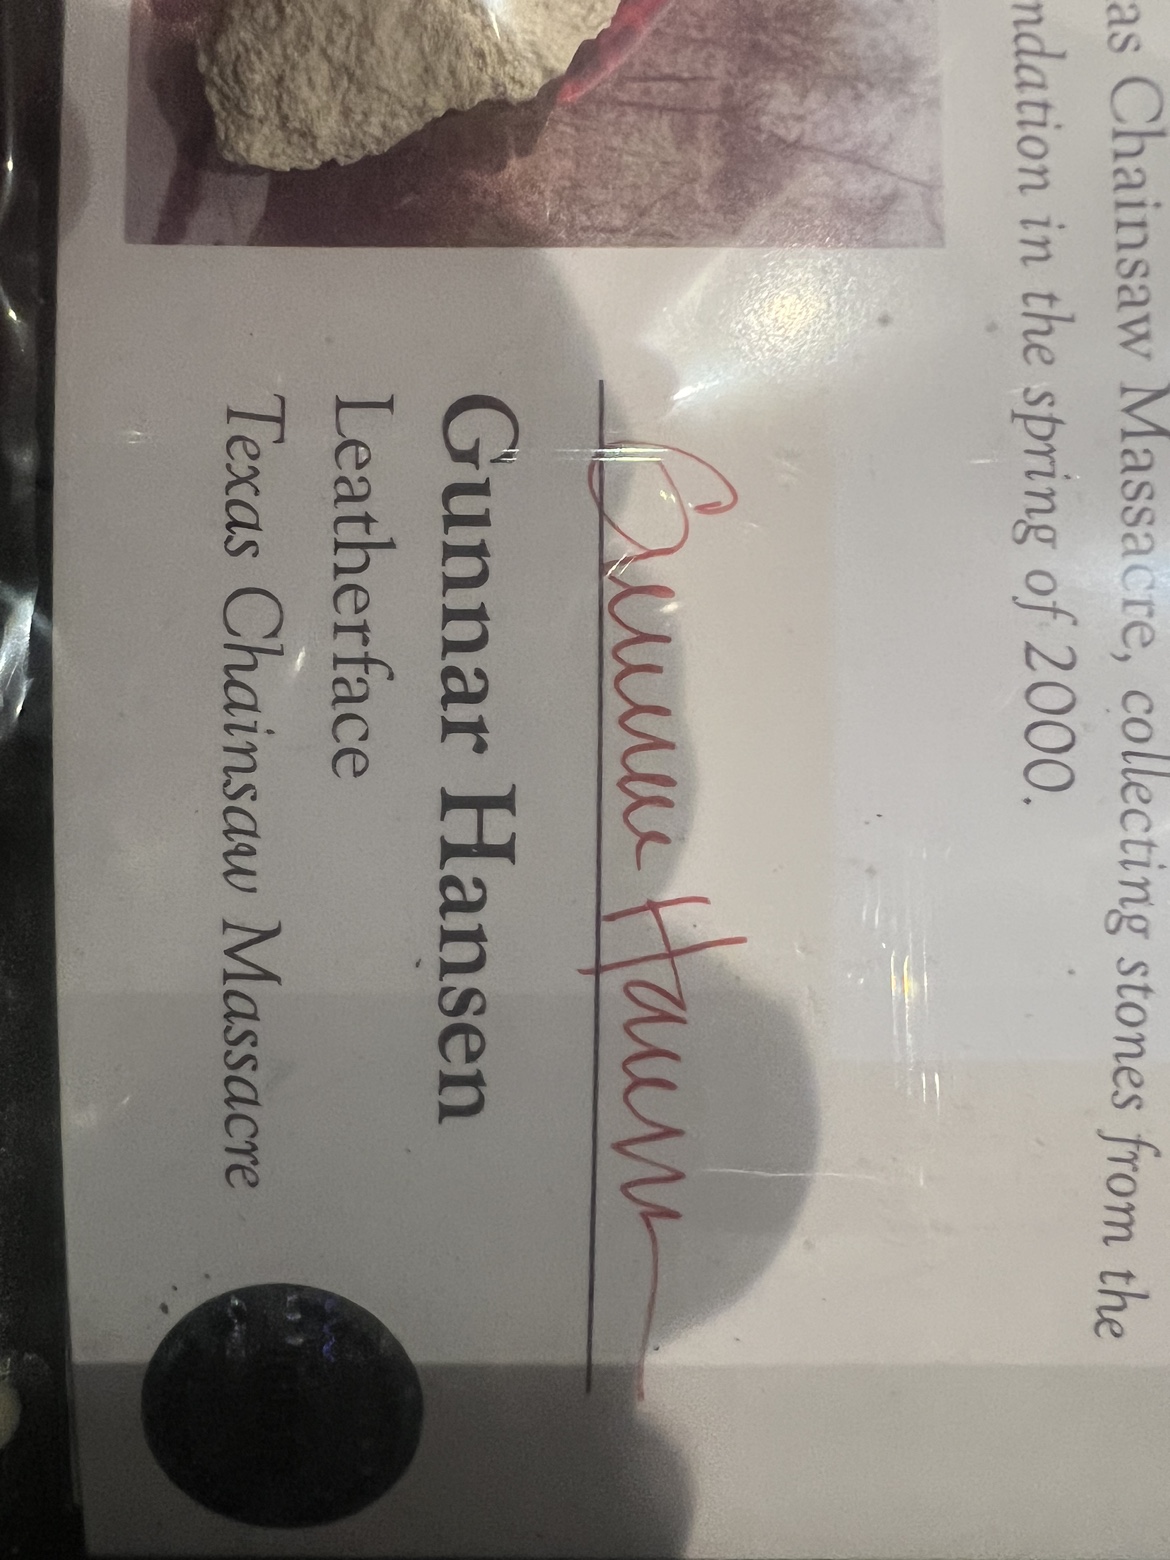 as Chainsaw Massacre, collecting stones from the
ndation in the spring of 2000.
Gunnar Hansen
Gunnar Hansen
Leatherface
Texas Chainsaw Massacre